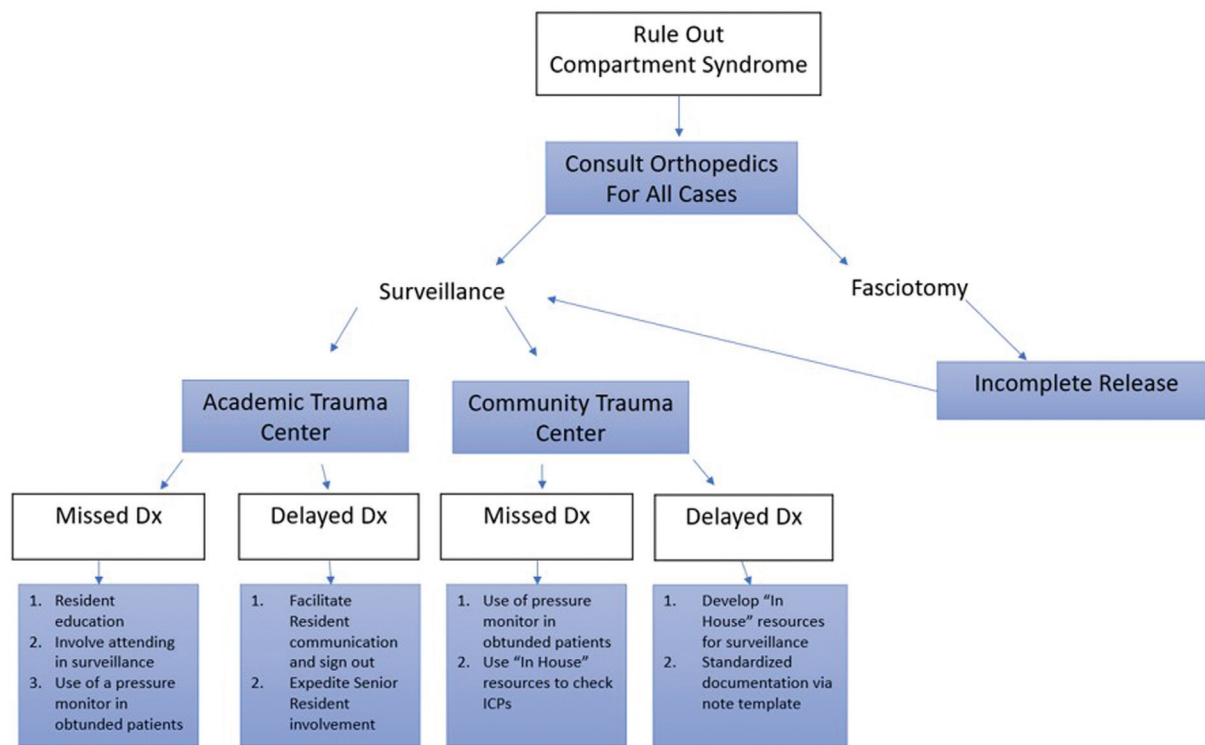 Rule Out
Compartment Syndrome
Consult Orthopedics
For All Cases
Surveillance
Fasciotomy
Incomplete Release
Academic Trauma
Center
Community Trauma
Center
Missed Dx
Delayed Dx
Missed Dx
Delayed Dx
1. Resident
education
2. Involve attending
in surveillance
3. Use of a pressure
monitor in
obtunded patients
1. Facilitate
Resident
communication
and sign out
2. Expedite Senior
Resident
involvement
1. Use of pressure
monitor in
obtunded patients
2. Use “In House”
resources to check
ICPs
1. Develop “In
House” resources
for surveillance
2. Standardized
documentation via
note template